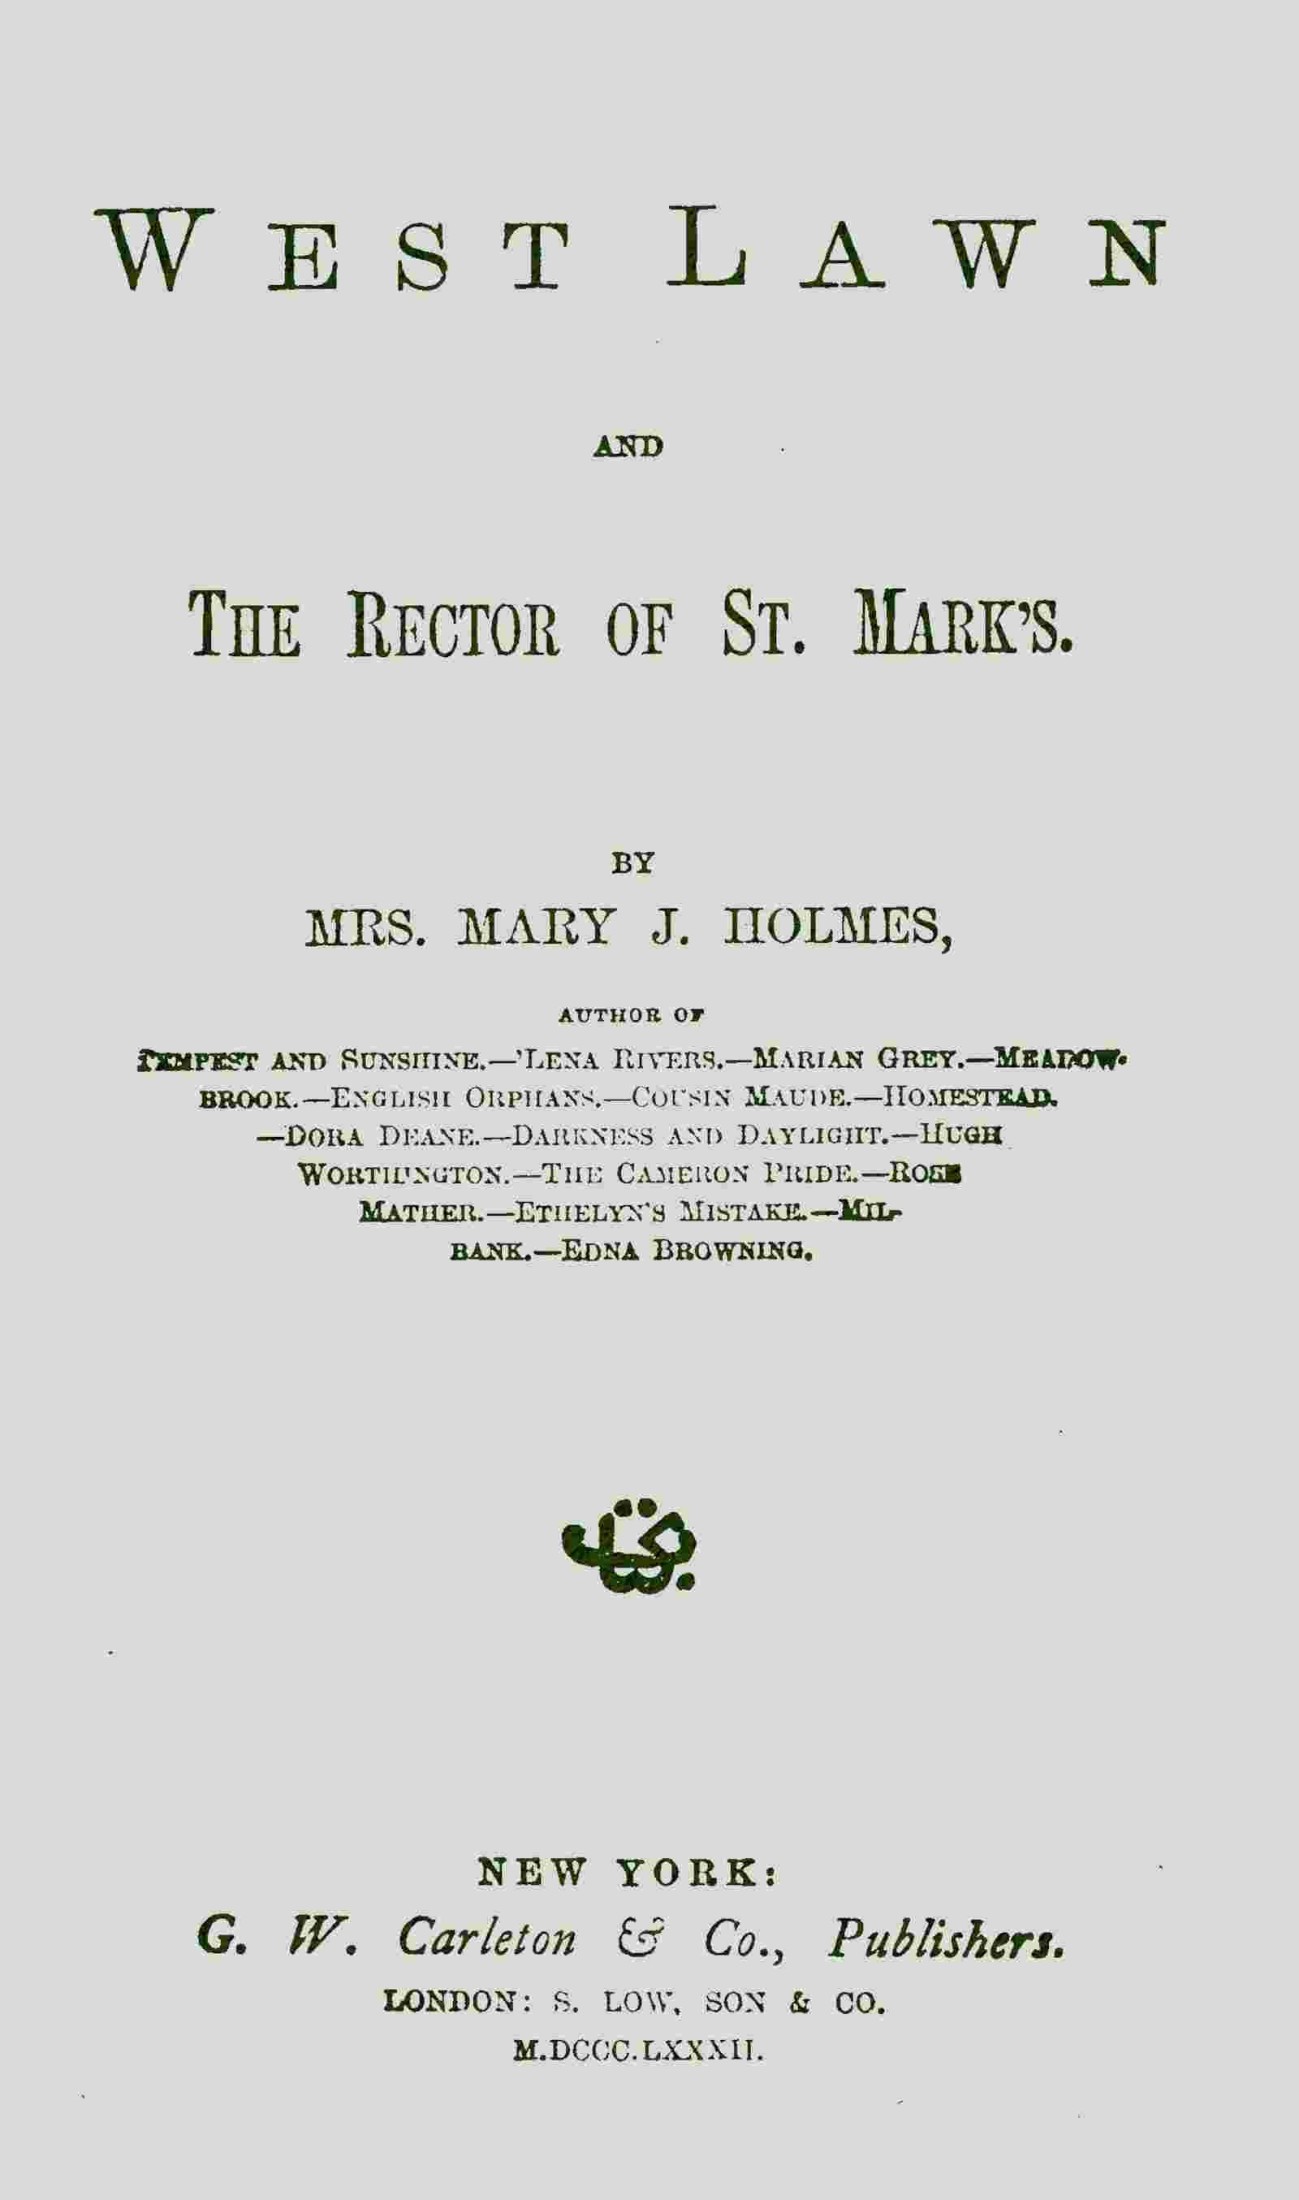 WEST LAWN
AND
THE RECTOR OF ST. MARK'S.
BY
MRS. MARY J. HOLMES,
AUTHOR OF
TEMPEST AND SUNSHINE.—'LENA RIVERS.—MARIAN GREY.—MEADOW-
BROOK.—ENGLISH ORPHANS.—COUSIN MAUDE.—HOMESTEAD.
—DORA DEANE.—DARKNESS AND DAYLIGHT.—HUGH
WORTHINGTON.—THE CAMERON PRIDE.—ROSE
MATHER.—ETHELYN'S MISTAKE.—MIL-
BANK.—EDNA BROWNING.
NEW YORK:
G. W. Carleton & Co., Publishers.
LONDON: S. LOW, SON & CO.
M.DCCC.LXXXII.